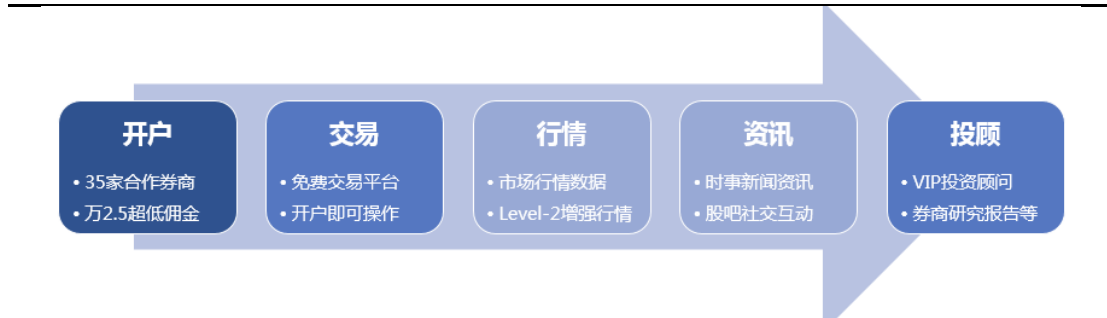 开户
• 35家合作券商
• 万2.5超低佣金
交易
• 免费交易平台
• 开户即可操作
行情
• 市场行情数据
• Level-2增强行情
资讯
• 时事新闻资讯
• 股吧社交互动
投顾
• VIP投资顾问
• 券商研究报告等